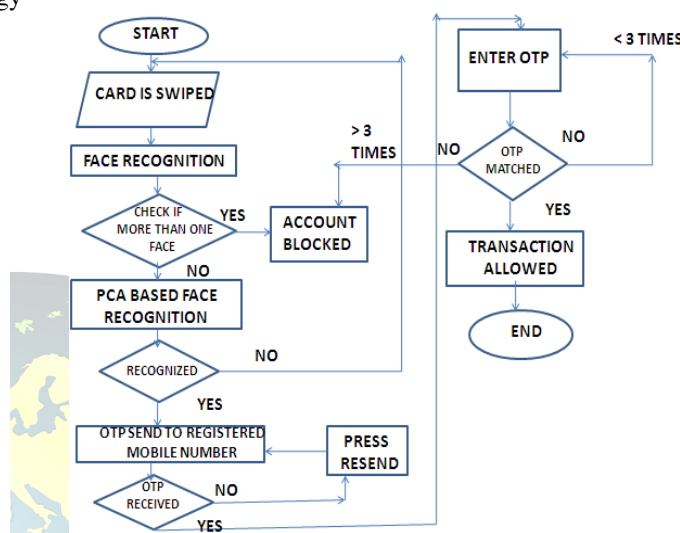 gy
START
CARD IS SWIPED
FACE RECOGNITION
CHECK IF
MORE THAN ONE
FACE
YES
ACCOUNT
BLOCKED
NO
PCA BASED FACE
RECOGNITION
RECOGNIZED
NO
YES
OTP SEND TO REGISTERED
MOBILE NUMBER
PRESS
RESEND
OTP
RECEIVED
NO
YES
ENTER OTP
< 3 TIMES
> 3
TIMES
NO
OTP
MATCHED
NO
YES
TRANSACTION
ALLOWED
END